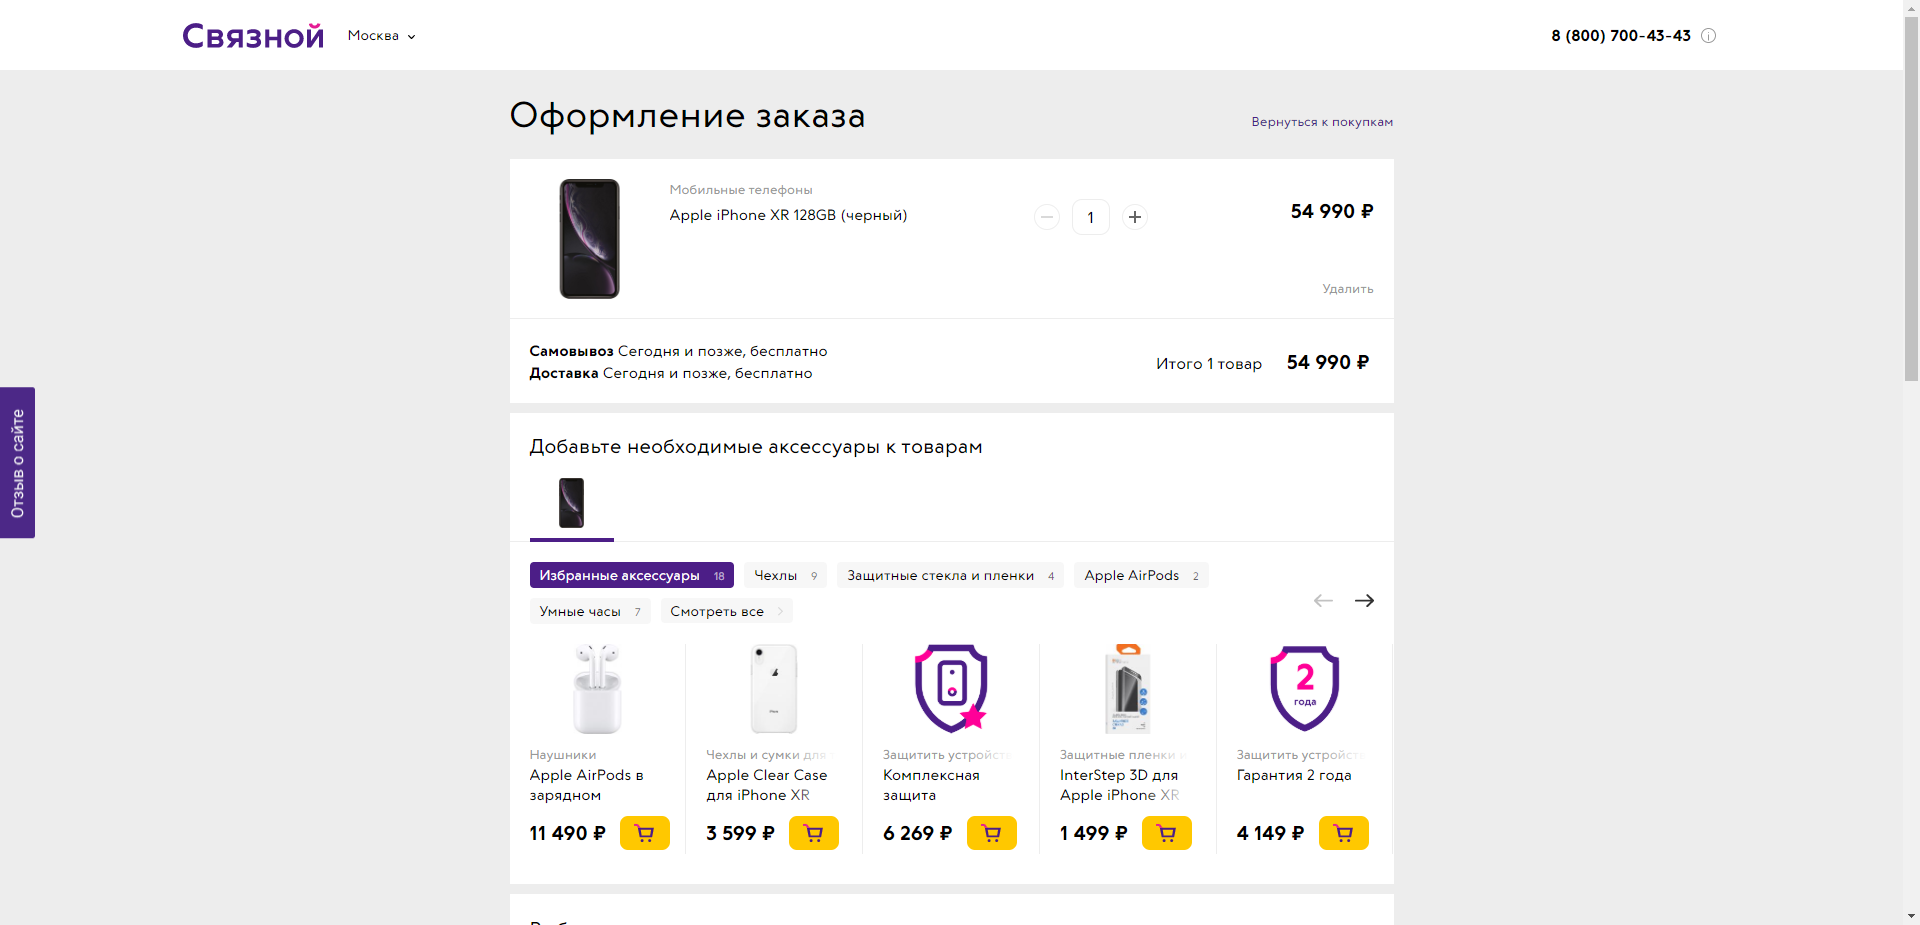 Связной
Москва
8 (800) 700-43-43
Оформление заказа
Вернуться к покупкам
Мобильные телефоны
Apple iPhone XR 128GB (черный)
1
54 990 ₽
Удалить
Самовывоз Сегодня и позже, бесплатно
Доставка Сегодня и позже, бесплатно
Итого 1 товар 54 990 ₽
Отзыв о сайте
Добавьте необходимые аксессуары к товарам
Избранные аксессуары 18
Чехлы 9
Защитные стекла и пленки 4
Apple AirPods 2
Умные часы 7
Смотреть все
2
года
Наушники
Apple AirPods в
зарядном
11 490 ₽
Чехлы и сумки для
Apple Clear Case
для iPhone XR
3 599 ₽
Защитить устройст
Комплексная
защита
6 269 ₽
Защитные пленки и
InterStep 3D для
Apple iPhone XR
1 499 ₽
Защитить устройст
Гарантия 2 года
4 149 ₽